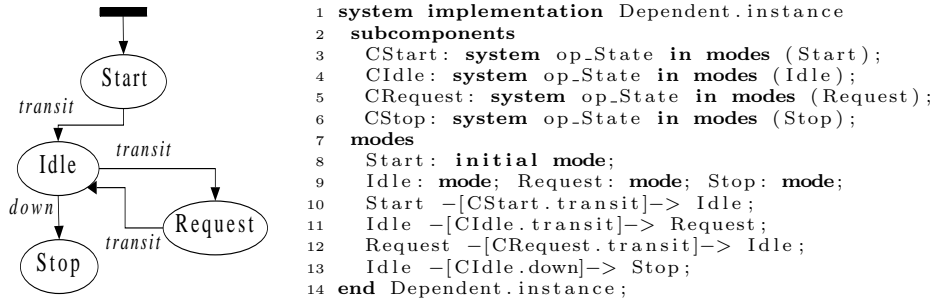 Start
transit
Idle
transit
down
Request
transit
Stop
1 system implementation Dependent.instance
2 subcomponents
3 CStart: system op_State in modes (Start);
4 CIdle: system op_State in modes (Idle);
5 CRequest: system op_State in modes (Request);
6 CStop: system op_State in modes (Stop);
7 modes
8 Start: initial mode;
9 Idle: mode; Request: mode; Stop: mode;
10 Start -[CStart.transit]-> Idle;
11 Idle -[CIdle.transit]-> Request;
12 Request -[CRequest.transit]-> Idle;
13 Idle -[CIdle.down]-> Stop;
14 end Dependent.instance;